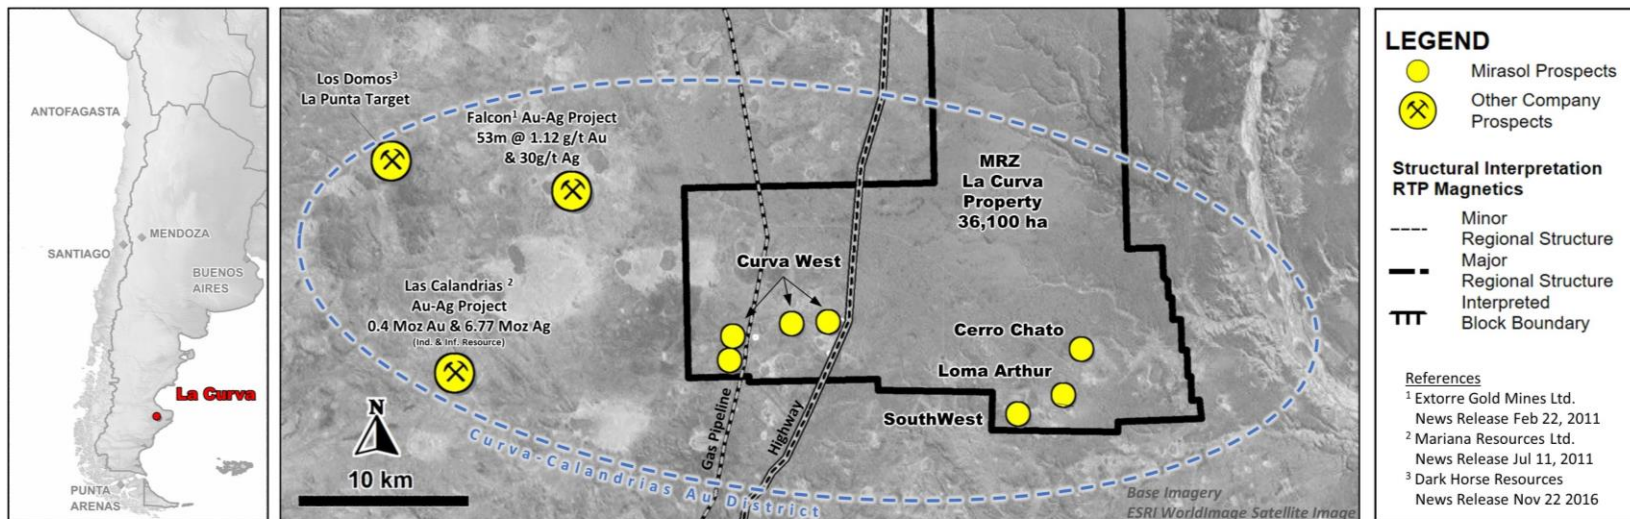 ANTOFAGASTA
SANTIAGO
MENDOZA
BUENOS
AIRES
La Curva
PUNTA
ARENAS
Los Domos³
La Punta Target
Falcon¹ Au-Ag Project
53m @ 1.12 g/t Au
& 30g/t Ag
MRZ
La Curva
Property
36,100 ha
Curva West
Las Calandrias ²
Au-Ag Project
0.4 Moz Au & 6.77 Moz Ag
(Ind. & Inf. Resource)
Cerro Chato
Loma Arthur
SouthWest
N
10 km
Gas Pipeline
Highway
Curva-Calandrias Au District
Base Imagery
ESRI WorldImage Satellite Image
LEGEND
Mirasol Prospects
Other Company
Prospects
Structural Interpretation
RTP Magnetics
Minor
Regional Structure
Major
Regional Structure
Interpreted
Block Boundary
References
¹ Extorre Gold Mines Ltd.
News Release Feb 22, 2011
² Mariana Resources Ltd.
News Release Jul 11, 2011
³ Dark Horse Resources
News Release Nov 22 2016